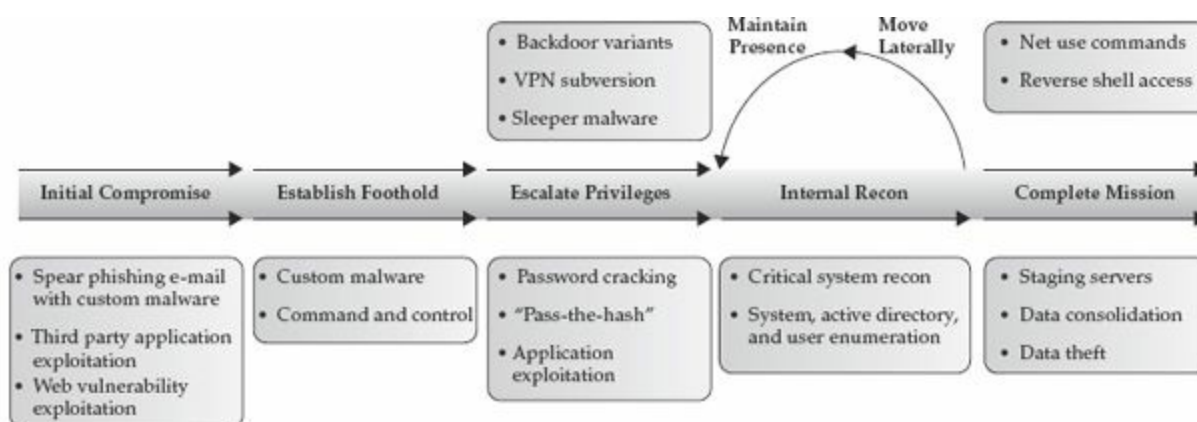 • Backdoor variants
• VPN subversion
• Sleeper malware
Maintain
Presence
Move
Laterally
• Net use commands
• Reverse shell access
Initial Compromise
Establish Foothold
Escalate Privileges
Internal Recon
Complete Mission
• Spear phishing e-mail
with custom malware
• Third party application
exploitation
• Web vulnerability
exploitation
• Custom malware
• Command and control
• Password cracking
• “Pass-the-hash”
• Application
exploitation
• Critical system recon
• System, active directory,
and user enumeration
• Staging servers
• Data consolidation
• Data theft